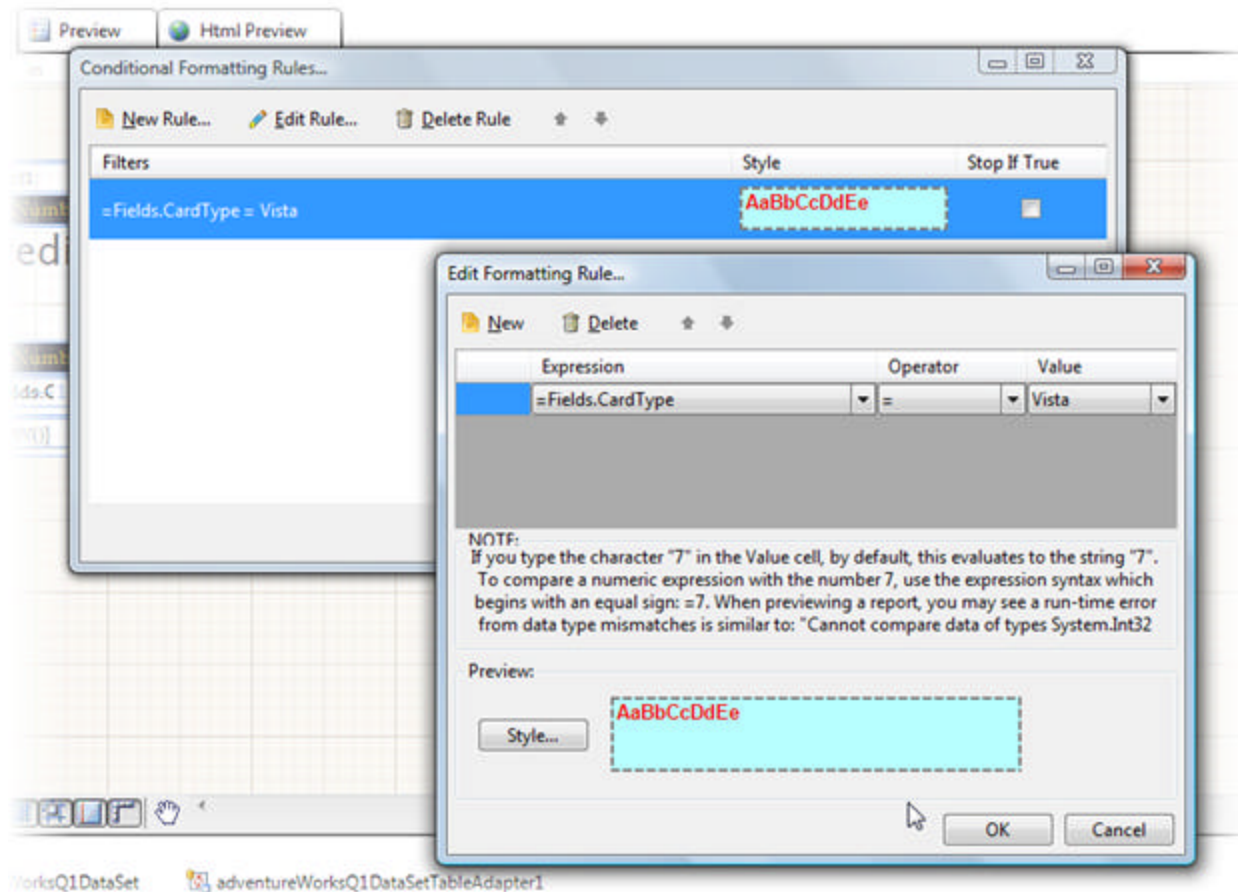 Preview Html Preview
Conditional Formatting Rules...
New Rule... Edit Rule... Delete Rule
Filters Style Stop If True
=Fields.CardType = Vista AaBbCcDdEe
edi
Edit Formatting Rule...
New Delete
Expression Operator Value
=Fields.CardType = Vista
NOTE:
If you type the character "7" in the Value cell, by default, this evaluates to the string "7".
To compare a numeric expression with the number 7, use the expression syntax which
begins with an equal sign: =7. When previewing a report, you may see a run-time error
from data type mismatches is similar to: "Cannot compare data of types System.Int32
Preview:
AaBbCcDdEe
Style...
OK Cancel
orksQ1DataSet adventureWorksQ1DataSetTableAdapter1